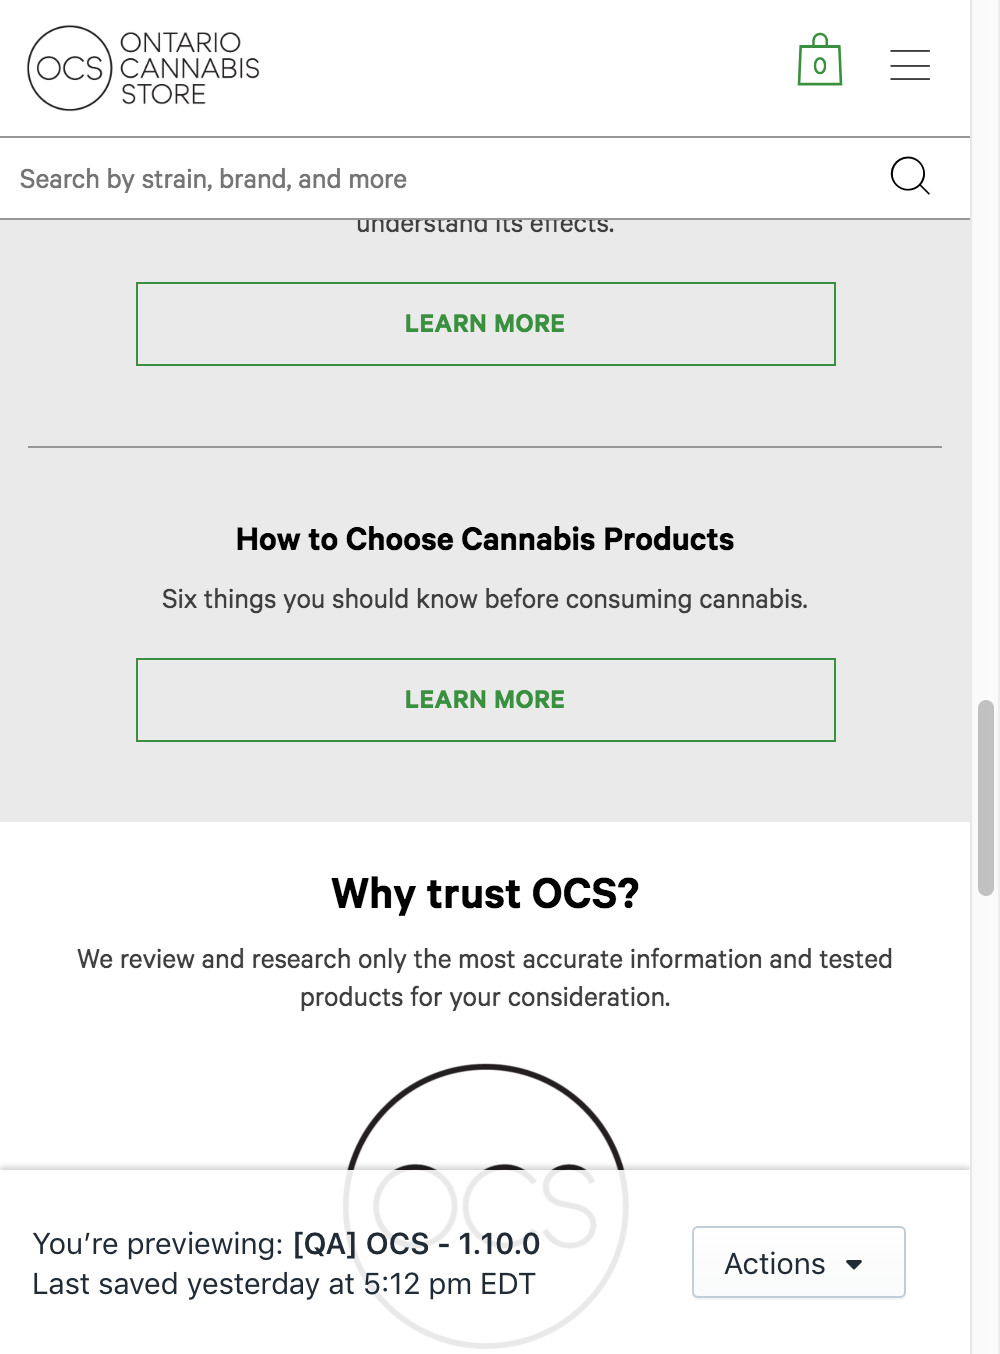 OCS
ONTARIO
CANNABIS
STORE
0
Search by strain, brand, and more
understand its effects.
LEARN MORE
How to Choose Cannabis Products
Six things you should know before consuming cannabis.
LEARN MORE
Why trust OCS?
We review and research only the most accurate information and tested
products for your consideration.
OCS
You’re previewing: [QA] OCS - 1.10.0
Last saved yesterday at 5:12 pm EDT
Actions